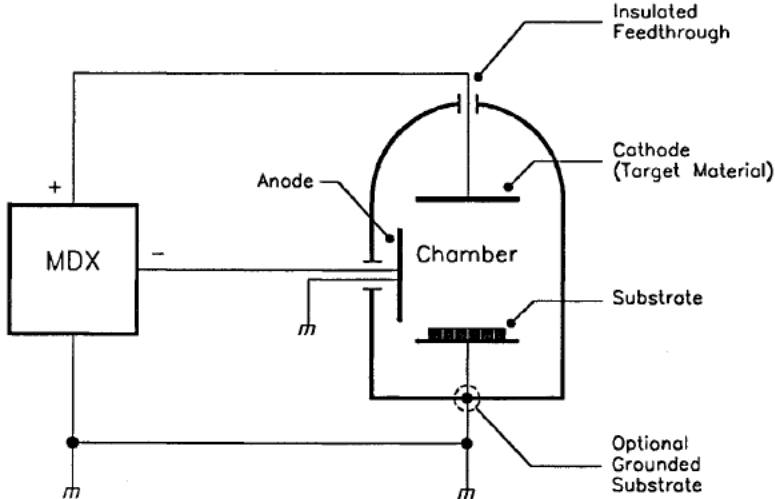 Insulated
Feedthrough
Cathode
(Target Material)
Anode
+
MDX
−
Chamber
Substrate
Optional
Grounded
Substrate